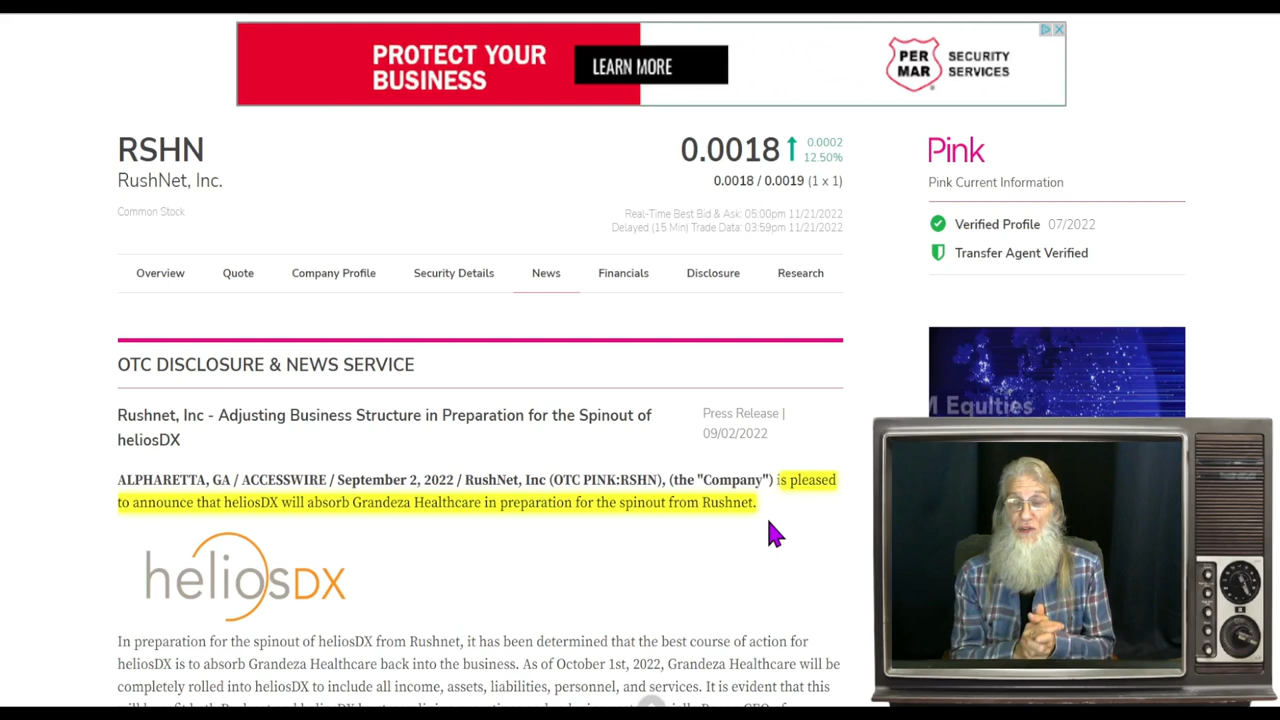 PROTECT YOUR
BUSINESS
LEARN MORE
PER
MAR
SECURITY
SERVICES
RSHN
RushNet, Inc.
Common Stock
0.0018
0.0002
12.50%
0.0018 / 0.0019 (1 x 1)
Real-Time Best Bid & Ask: 05:00pm 11/21/2022
Delayed (15 Min) Trade Data: 03:59pm 11/21/2022
Pink
Pink Current Information
Verified Profile 07/2022
Transfer Agent Verified
Overview Quote Company Profile Security Details News Financials Disclosure Research
OTC DISCLOSURE & NEWS SERVICE
Rushnet, Inc - Adjusting Business Structure in Preparation for the Spinout of
heliosDX
Press Release |
09/02/2022
M Equities
ALPHARETTA, GA / ACCESSWIRE / September 2, 2022 / RushNet, Inc (OTC PINK:RSHN), (the "Company") is pleased
to announce that heliosDX will absorb Grandeza Healthcare in preparation for the spinout from Rushnet.
heliosDX
In preparation for the spinout of heliosDX from Rushnet, it has been determined that the best course of action for
heliosDX is to absorb Grandeza Healthcare back into the business. As of October 1st, 2022, Grandeza Healthcare will be
completely rolled into heliosDX to include all income, assets, liabilities, personnel, and services. It is evident that this